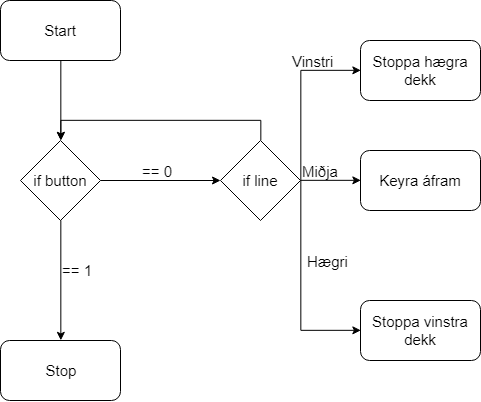 Start
Vinstri
Stoppa hægra
dekk
if button
== 0
if line
Miðja
Keyra áfram
Hægri
== 1
Stoppa vinstra
dekk
Stop